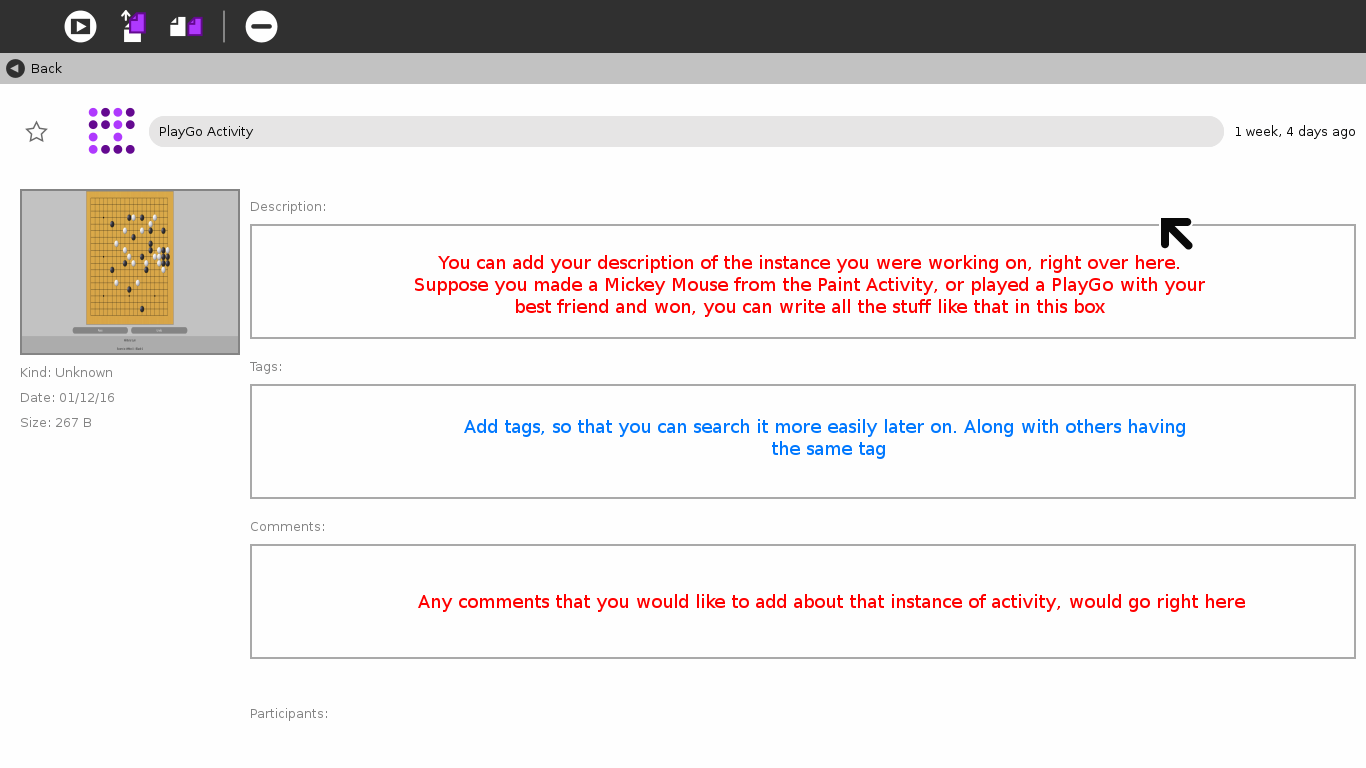 Back
PlayGo Activity
1 week, 4 days ago
Description:
You can add your description of the instance you were working on, right over here.
Suppose you made a Mickey Mouse from the Paint Activity, or played a PlayGo with your
best friend and won, you can write all the stuff like that in this box
Kind: Unknown
Date: 01/12/16
Size: 267 B
Tags:
Add tags, so that you can search it more easily later on. Along with others having
the same tag
Comments:
Any comments that you would like to add about that instance of activity, would go right here
Participants: